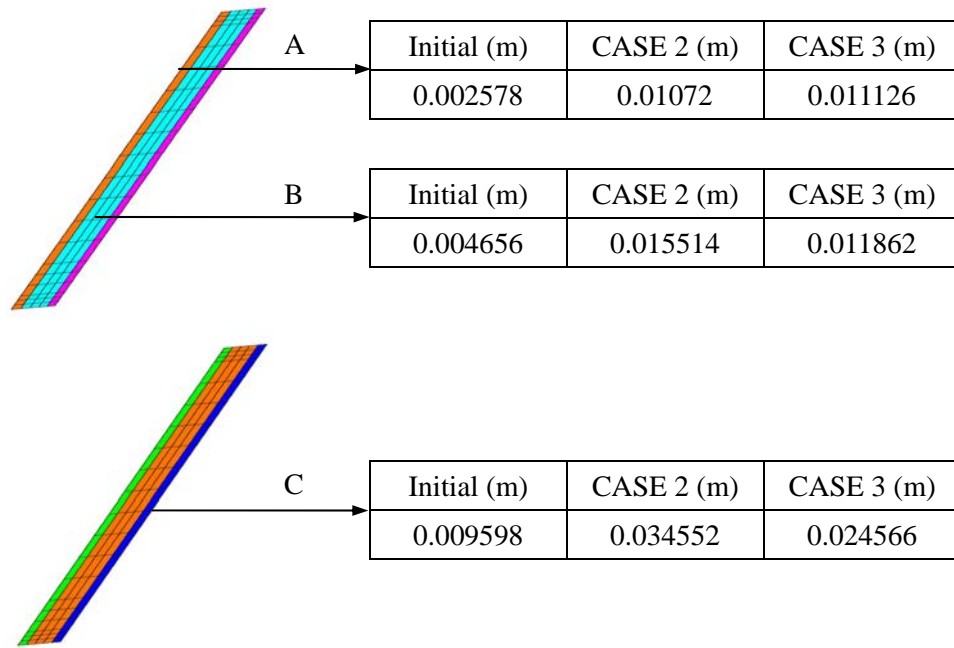 A
Initial (m) CASE 2 (m) CASE 3 (m)
0.002578 0.01072 0.011126
B
Initial (m) CASE 2 (m) CASE 3 (m)
0.004656 0.015514 0.011862
C
Initial (m) CASE 2 (m) CASE 3 (m)
0.009598 0.034552 0.024566